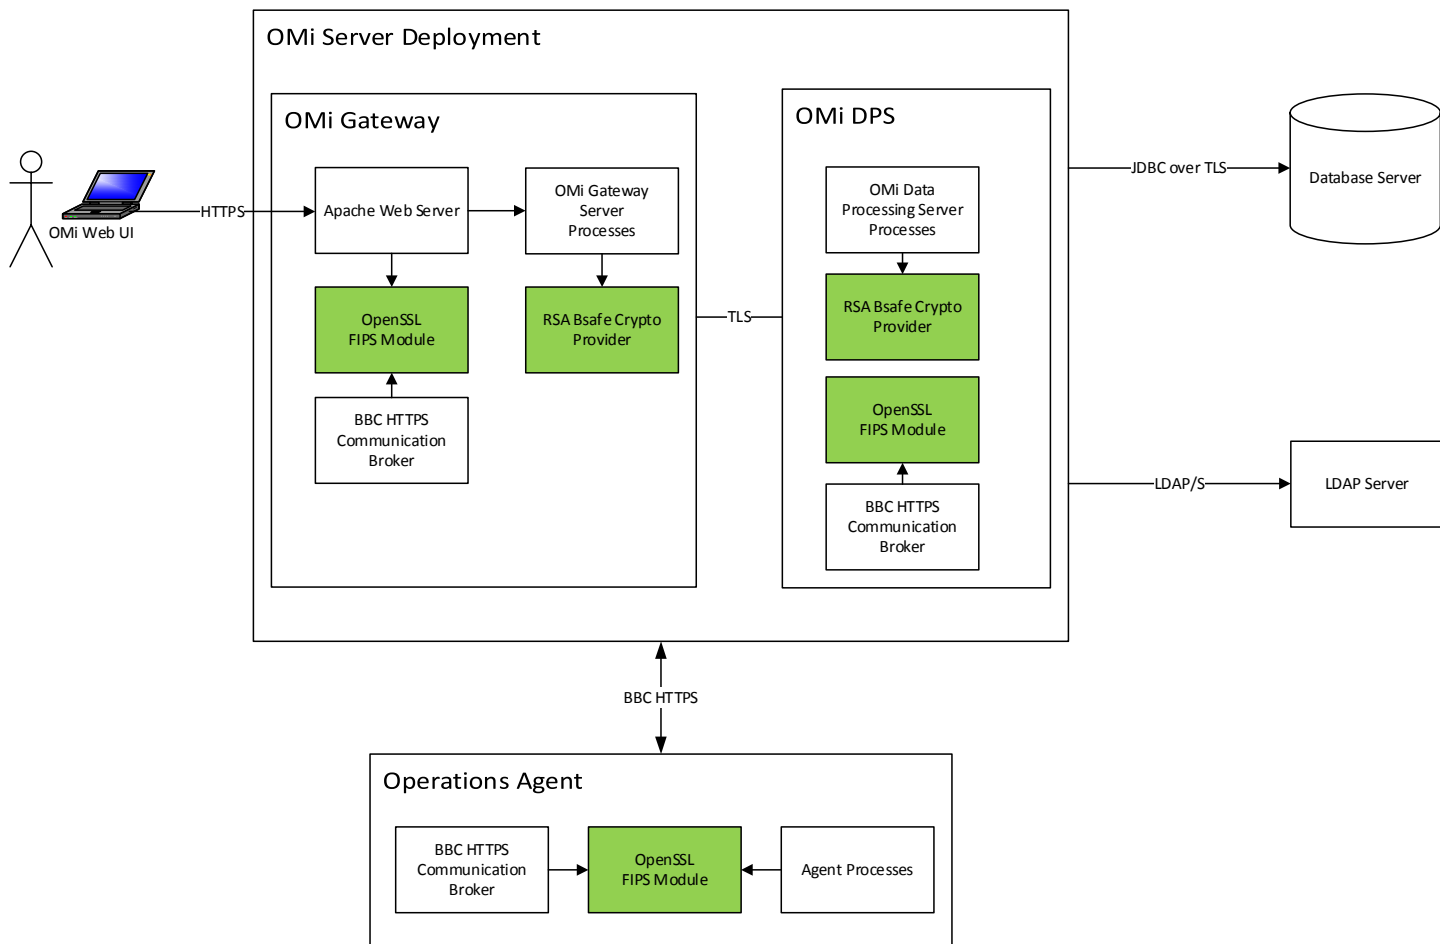 OMi Server Deployment
OMi Gateway
OMi DPS
OMi Web UI
HTTPS
Apache Web Server
OMi Gateway
Server
Processes
OpenSSL
FIPS Module
RSA Bsafe Crypto
Provider
BBC HTTPS
Communication
Broker
TLS
OMi Data
Processing Server
Processes
RSA Bsafe Crypto
Provider
OpenSSL
FIPS Module
BBC HTTPS
Communication
Broker
JDBC over TLS
Database Server
LDAP/S
LDAP Server
BBC HTTPS
Operations Agent
BBC HTTPS
Communication
Broker
OpenSSL
FIPS Module
Agent Processes